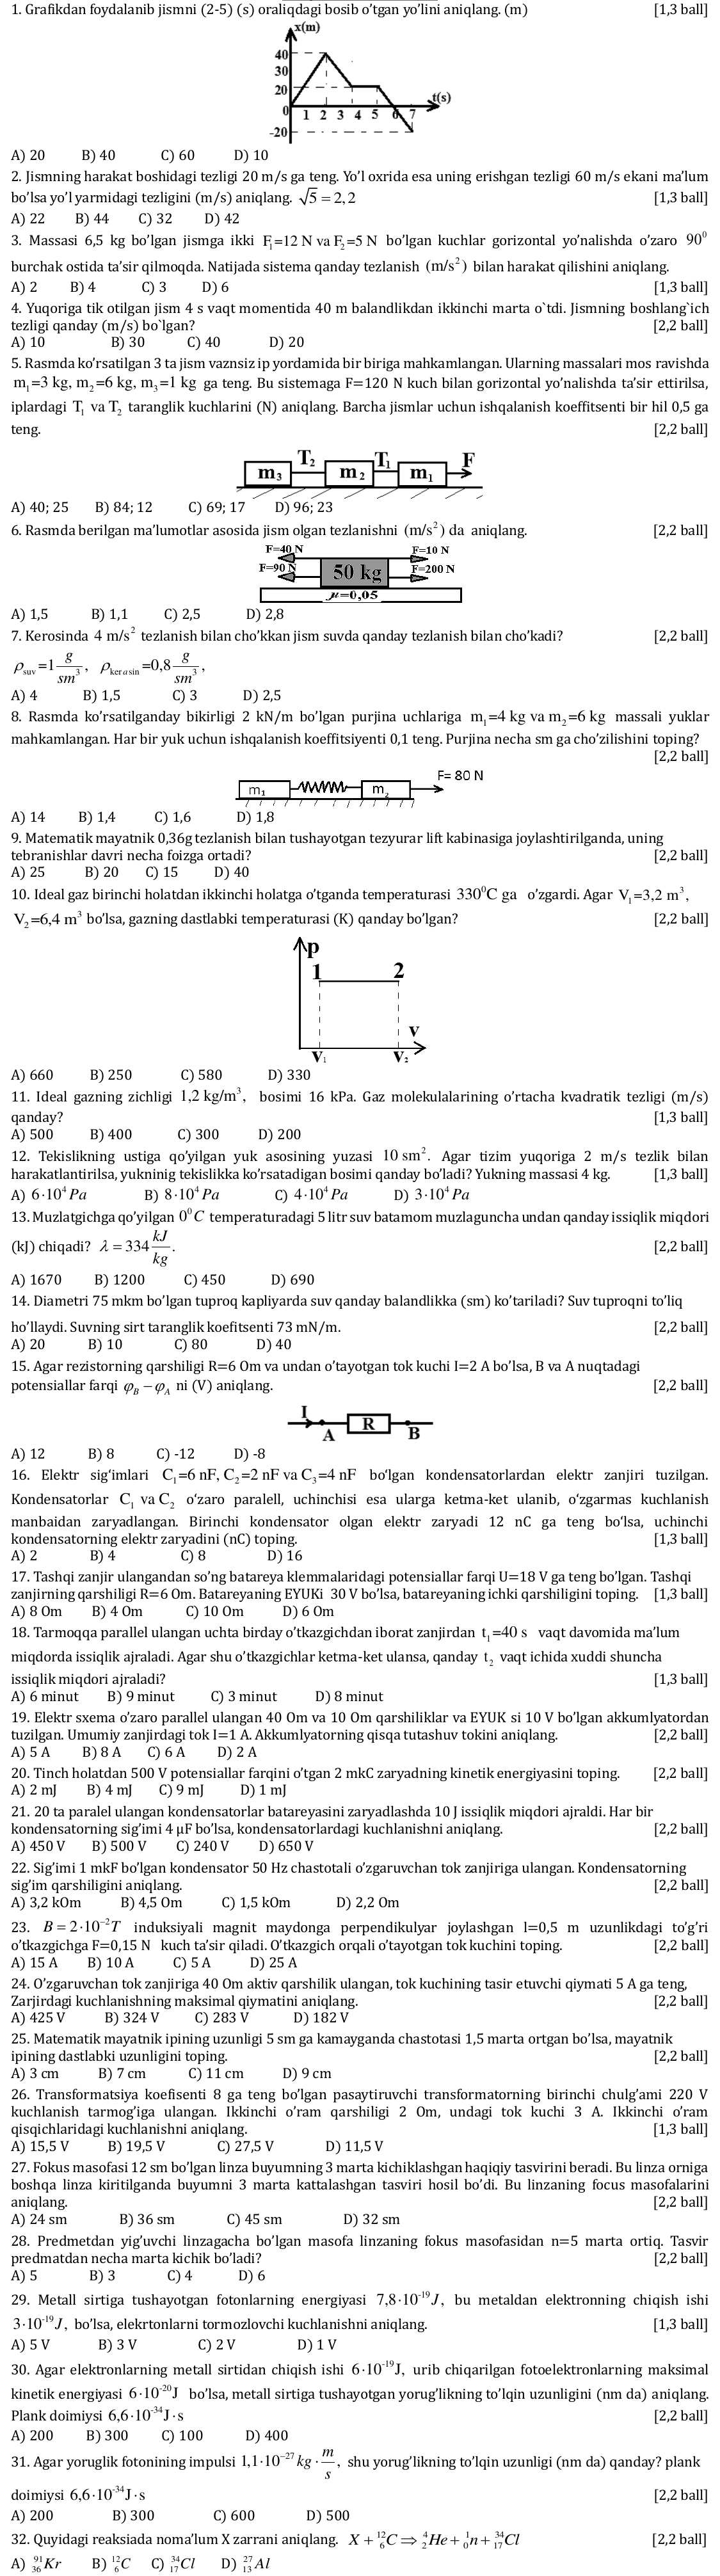 1. Grafikdan foydalanib jismni (2-5) (s) oraliqdagi bosib o'tgan yo'lini aniqlang. (m) [1,3 ball]
x(m)
40
30
20
0
-20
1 2 3 4 5 6 7
t(s)
A) 20 B) 40 C) 60 D) 10
2. Jismning harakat boshidagi tezligi 20 m/s ga teng. Yo'l oxrida esa uning erishgan tezligi 60 m/s ekani ma'lum
bo'lsa yo'l yarmidagi tezligini (m/s) aniqlang. √5 = 2,2 [1,3 ball]
A) 22 B) 44 C) 32 D) 42
3. Massasi 6,5 kg bo'lgan jismga ikki F₁=12 N va F₂=5 N bo'lgan kuchlar gorizontal yo'nalishda o'zaro 90⁰
burchak ostida ta'sir qilmoqda. Natijada sistema qanday tezlanish (m/s²) bilan harakat qilishini aniqlang.
A) 2 B) 4 C) 3 D) 6 [1,3 ball]
4. Yuqoriga tik otilgan jism 4 s vaqt momentida 40 m balandlikdan ikkinchi marta o`tdi. Jismning boshlang`ich
tezligi qanday (m/s) bo`lgan? [2,2 ball]
A) 10 B) 30 C) 40 D) 20
5. Rasmda ko'rsatilgan 3 ta jism vaznsiz ip yordamida bir biriga mahkamlangan. Ularning massalari mos ravishda
m₁=3 kg, m₂=6 kg, m₃=1 kg ga teng. Bu sistemaga F=120 N kuch bilan gorizontal yo'nalishda ta'sir ettirilsa,
iplardagi T₁ va T₂ taranglik kuchlarini (N) aniqlang. Barcha jismlar uchun ishqalanish koeffitsenti bir hil 0,5 ga
teng. [2,2 ball]
m₃ T₂ m₂ T₁ m₁ F
A) 40; 25 B) 84; 12 C) 69; 17 D) 96; 23
6. Rasmda berilgan ma'lumotlar asosida jism olgan tezlanishni (m/s²) da aniqlang. [2,2 ball]
F=40 N F=10 N
F=90 N 50 kg F=200 N
μ=0,05
A) 1,5 B) 1,1 C) 2,5 D) 2,8
7. Kerosinda 4 m/s² tezlanish bilan cho'kkan jism suvda qanday tezlanish bilan cho'kadi? [2,2 ball]
ρsuv=1 g/sm³, ρkerasin=0,8 g/sm³,
A) 4 B) 1,5 C) 3 D) 2,5
8. Rasmda ko'rsatilganday bikirligi 2 kN/m bo'lgan purjina uchlariga m₁=4 kg va m₂=6 kg massali yuklar
mahkamlangan. Har bir yuk uchun ishqalanish koeffitsiyenti 0,1 teng. Purjina necha sm ga cho'zilishini toping?
[2,2 ball]
m₁ m₂ F= 80 N
A) 14 B) 1,4 C) 1,6 D) 1,8
9. Matematik mayatnik 0,36g tezlanish bilan tushayotgan tezyurar lift kabinasiga joylashtirilganda, uning
tebranishlar davri necha foizga ortadi? [2,2 ball]
A) 25 B) 20 C) 15 D) 40
10. Ideal gaz birinchi holatdan ikkinchi holatga o'tganda temperaturasi 330⁰C ga o'zgardi. Agar V₁=3,2 m³,
V₂=6,4 m³ bo'lsa, gazning dastlabki temperaturasi (K) qanday bo'lgan? [2,2 ball]
p
1 2
V
V₁ V₂
A) 660 B) 250 C) 580 D) 330
11. Ideal gazning zichligi 1,2 kg/m³, bosimi 16 kPa. Gaz molekulalarining o'rtacha kvadratik tezligi (m/s)
qanday? [1,3 ball]
A) 500 B) 400 C) 300 D) 200
12. Tekislikning ustiga qo'yilgan yuk asosining yuzasi 10 sm². Agar tizim yuqoriga 2 m/s tezlik bilan
harakatlantirilsa, yukninig tekislikka ko'rsatadigan bosimi qanday bo'ladi? Yukning massasi 4 kg. [1,3 ball]
A) 6·10⁴ Pa B) 8·10⁴ Pa C) 4·10⁴ Pa D) 3·10⁴ Pa
13. Muzlatgichga qo'yilgan 0⁰ C temperaturadagi 5 litr suv batamom muzlaguncha undan qanday issiqlik miqdori
(kJ) chiqadi? λ = 334 kJ/kg. [2,2 ball]
A) 1670 B) 1200 C) 450 D) 690
14. Diametri 75 mkm bo'lgan tuproq kapliyarda suv qanday balandlikka (sm) ko'tariladi? Suv tuproqni to'liq
ho'llaydi. Suvning sirt taranglik koefitsenti 73 mN/m. [2,2 ball]
A) 20 B) 10 C) 80 D) 40
15. Agar rezistorning qarshiligi R=6 Om va undan o'tayotgan tok kuchi I=2 A bo'lsa, B va A nuqtadagi
potensiallar farqi φB − φA ni (V) aniqlang. [2,2 ball]
I A R B
A) 12 B) 8 C) -12 D) -8
16. Elektr sig'imlari C₁=6 nF, C₂=2 nF va C₃=4 nF bo'lgan kondensatorlardan elektr zanjiri tuzilgan.
Kondensatorlar C₁ va C₂ o'zaro paralell, uchinchisi esa ularga ketma-ket ulanib, o'zgarmas kuchlanish
manbaidan zaryadlangan. Birinchi kondensator olgan elektr zaryadi 12 nC ga teng bo'lsa, uchinchi
kondensatorning elektr zaryadini (nC) toping. [1,3 ball]
A) 2 B) 4 C) 8 D) 16
17. Tashqi zanjir ulangandan so'ng batareya klemmalaridagi potensiallar farqi U=18 V ga teng bo'lgan. Tashqi
zanjirning qarshiligi R=6 Om. Batareyaning EYUKi 30 V bo'lsa, batareyaning ichki qarshiligini toping. [1,3 ball]
A) 8 Om B) 4 Om C) 10 Om D) 6 Om
18. Tarmoqqa parallel ulangan uchta birday o'tkazgichdan iborat zanjirdan t₁=40 s vaqt davomida ma'lum
miqdorda issiqlik ajraladi. Agar shu o'tkazgichlar ketma-ket ulansa, qanday t₂ vaqt ichida xuddi shuncha
issiqlik miqdori ajraladi? [1,3 ball]
A) 6 minut B) 9 minut C) 3 minut D) 8 minut
19. Elektr sxema o'zaro parallel ulangan 40 Om va 10 Om qarshiliklar va EYUK si 10 V bo'lgan akkumlyatordan
tuzilgan. Umumiy zanjirdagi tok I=1 A. Akkumlyatorning qisqa tutashuv tokini aniqlang. [2,2 ball]
A) 5 A B) 8 A C) 6 A D) 2 A
20. Tinch holatdan 500 V potensiallar farqini o'tgan 2 mkC zaryadning kinetik energiyasini toping. [2,2 ball]
A) 2 mJ B) 4 mJ C) 9 mJ D) 1 mJ
21. 20 ta paralel ulangan kondensatorlar batareyasini zaryadlashda 10 J issiqlik miqdori ajraldi. Har bir
kondensatorning sig'imi 4 μF bo'lsa, kondensatorlardagi kuchlanishni aniqlang. [2,2 ball]
A) 450 V B) 500 V C) 240 V D) 650 V
22. Sig'imi 1 mkF bo'lgan kondensator 50 Hz chastotali o'zgaruvchan tok zanjiriga ulangan. Kondensatorning
sig'im qarshiligini aniqlang. [2,2 ball]
A) 3,2 kOm B) 4,5 Om C) 1,5 kOm D) 2,2 Om
23. B = 2·10⁻²T induksiyali magnit maydonga perpendikulyar joylashgan l=0,5 m uzunlikdagi to'g'ri
o'tkazgichga F=0,15 N kuch ta'sir qiladi. O'tkazgich orqali o'tayotgan tok kuchini toping. [2,2 ball]
A) 15 A B) 10 A C) 5 A D) 25 A
24. O'zgaruvchan tok zanjiriga 40 Om aktiv qarshilik ulangan, tok kuchining tasir etuvchi qiymati 5 A ga teng,
Zarjirdagi kuchlanishning maksimal qiymatini aniqlang. [2,2 ball]
A) 425 V B) 324 V C) 283 V D) 182 V
25. Matematik mayatnik ipining uzunligi 5 sm ga kamayganda chastotasi 1,5 marta ortgan bo'lsa, mayatnik
ipining dastlabki uzunligini toping. [2,2 ball]
A) 3 cm B) 7 cm C) 11 cm D) 9 cm
26. Transformatsiya koefisenti 8 ga teng bo'lgan pasaytiruvchi transformatorning birinchi chulg'ami 220 V
kuchlanish tarmog'iga ulangan. Ikkinchi o'ram qarshiligi 2 Om, undagi tok kuchi 3 A. Ikkinchi o'ram
qisqichlaridagi kuchlanishni aniqlang. [1,3 ball]
A) 15,5 V B) 19,5 V C) 27,5 V D) 11,5 V
27. Fokus masofasi 12 sm bo'lgan linza buyumning 3 marta kichiklashgan haqiqiy tasvirini beradi. Bu linza orniga
boshqa linza kiritilganda buyumni 3 marta kattalashgan tasviri hosil bo'di. Bu linzaning focus masofalarini
aniqlang. [2,2 ball]
A) 24 sm B) 36 sm C) 45 sm D) 32 sm
28. Predmetdan yig'uvchi linzagacha bo'lgan masofa linzaning fokus masofasidan n=5 marta ortiq. Tasvir
predmatdan necha marta kichik bo'ladi? [2,2 ball]
A) 5 B) 3 C) 4 D) 6
29. Metall sirtiga tushayotgan fotonlarning energiyasi 7,8·10⁻¹⁹J, bu metaldan elektronning chiqish ishi
3·10⁻¹⁹J, bo'lsa, elekrtonlarni tormozlovchi kuchlanishni aniqlang. [1,3 ball]
A) 5 V B) 3 V C) 2 V D) 1 V
30. Agar elektronlarning metall sirtidan chiqish ishi 6·10⁻¹⁹J, urib chiqarilgan fotoelektronlarning maksimal
kinetik energiyasi 6·10⁻²⁰J bo'lsa, metall sirtiga tushayotgan yorug'likning to'lqin uzunligini (nm da) aniqlang.
Plank doimiysi 6,6·10⁻³⁴J·s [2,2 ball]
A) 200 B) 300 C) 100 D) 400
31. Agar yoruglik fotonining impulsi 1,1·10⁻²⁷ kg · m/s, shu yorug'likning to'lqin uzunligi (nm da) qanday? plank
doimiysi 6,6·10⁻³⁴J·s [2,2 ball]
A) 200 B) 300 C) 600 D) 500
32. Quyidagi reaksiada noma'lum X zarrani aniqlang. X + ¹²₆C ⇒ ⁴₂He + ¹₀n + ³⁴₁₇Cl [2,2 ball]
A) ⁹¹₃₆Kr B) ¹²₆C C) ³⁴₁₇Cl D) ²⁷₁₃Al